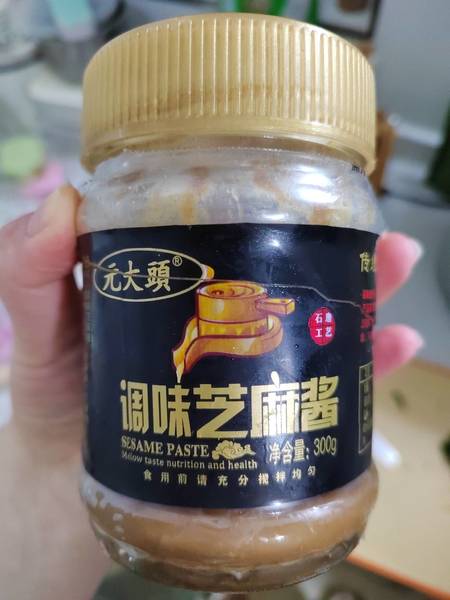 元大頭®
石磨
工艺
调味芝麻酱
SESAME PASTE
净含量：300g
Mellow taste nutrition and health
食用前请充分搅拌均匀